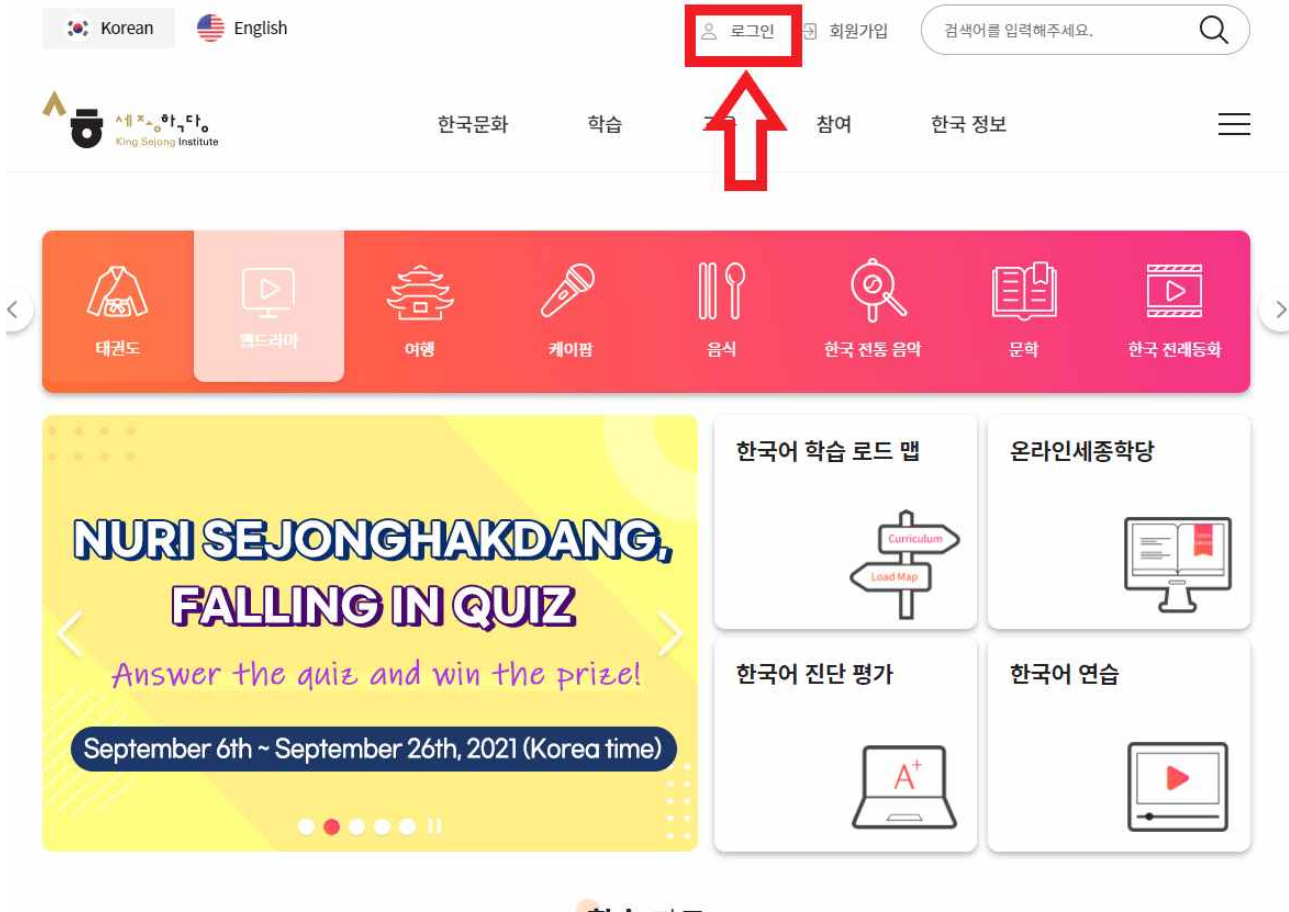 Korean
English
로그인
회원가입
검색어를 입력해주세요.
세종학당
King Sejong Institute
한국문화
학습
참여
한국 정보
태권도
웹드라마
여행
케이팝
음식
한국 전통 음악
문학
한국 전래동화
NURI SEJONGHAKDANG,
FALLING IN QUIZ
Answer the quiz and win the prize!
September 6th ~ September 26th, 2021 (Korea time)
한국어 학습 로드 맵
Curriculum
Load Map
온라인세종학당
한국어 진단 평가
A+
한국어 연습